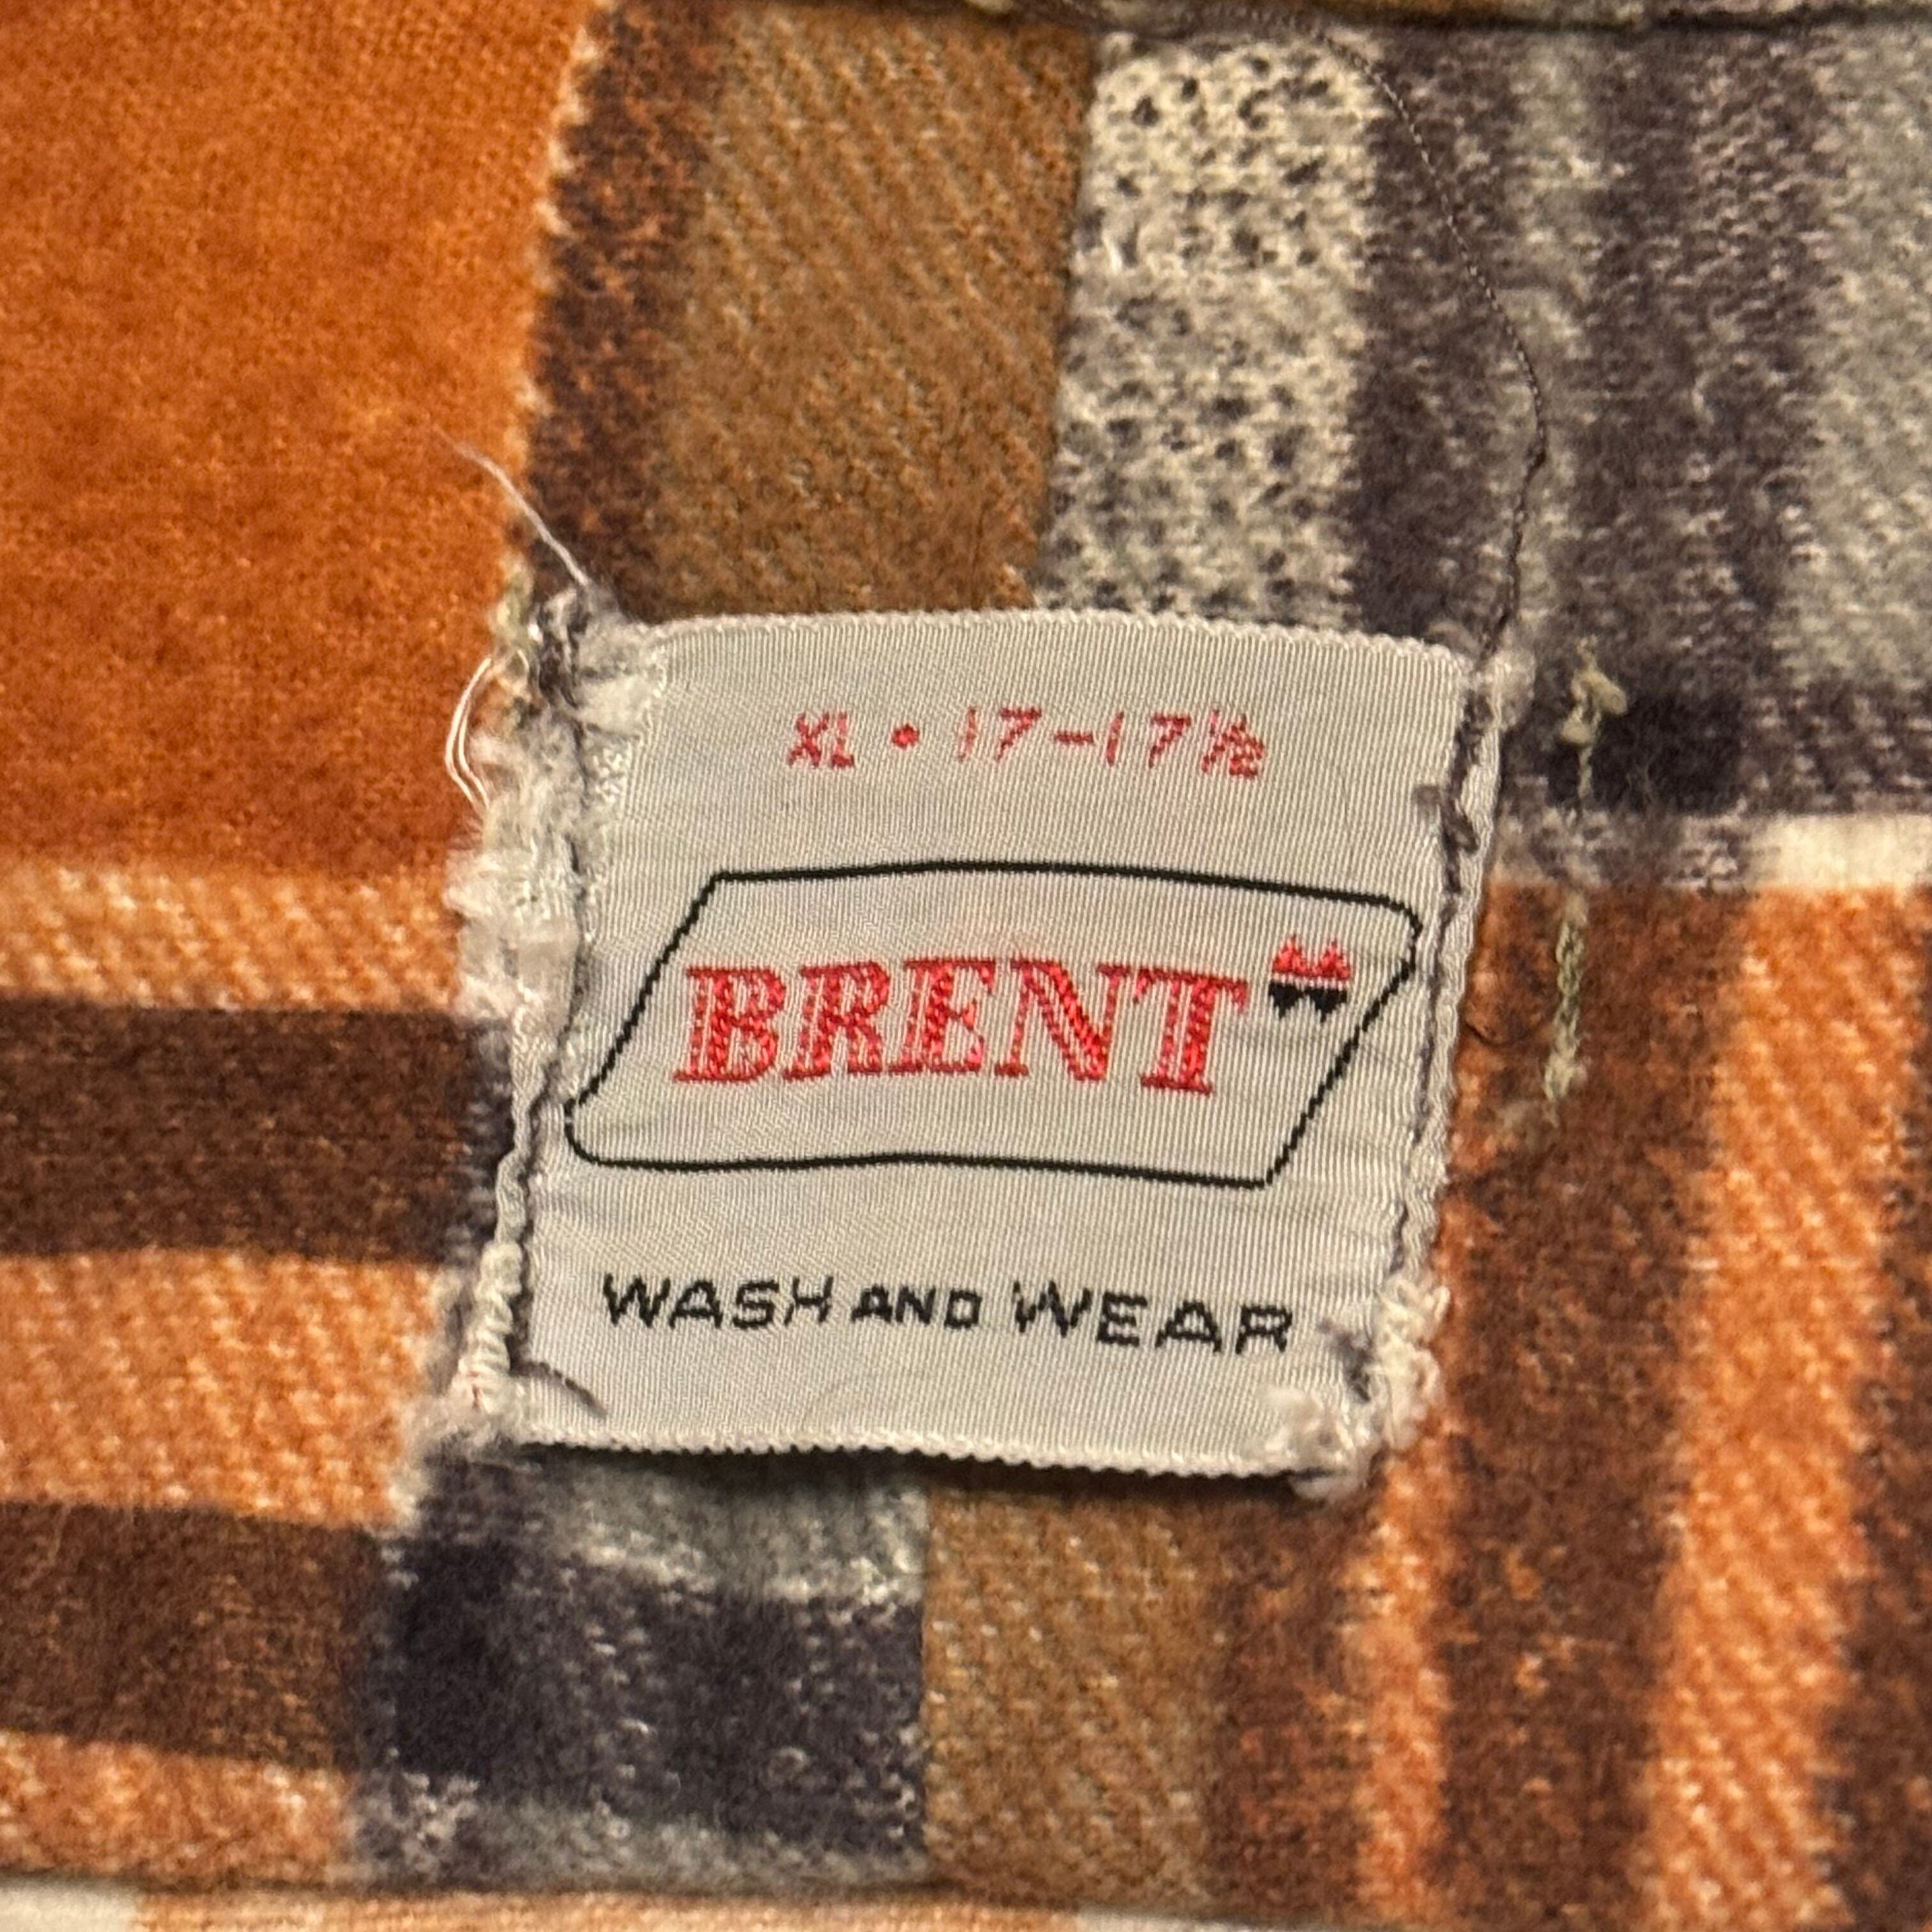 XL • 17-17½
BRENT
WASH AND WEAR